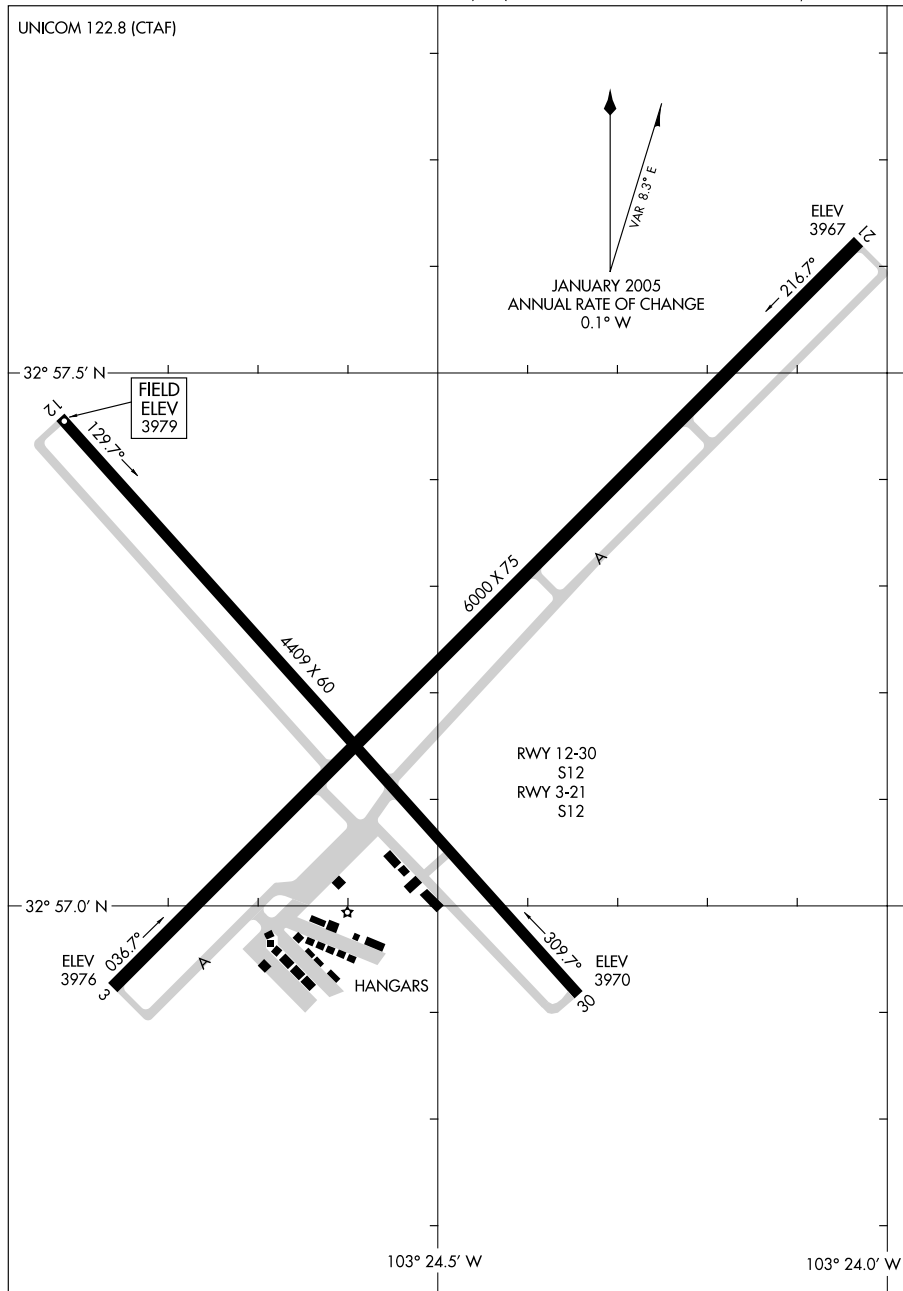 UNICOM 122.8 (CTAF)
VAR 8.3° E
JANUARY 2005
ANNUAL RATE OF CHANGE
0.1° W
ELEV
3967
21
216.7°
32° 57.5' N
FIELD
ELEV
3979
12
129.7°
A
6000 X 75
4409 X 60
RWY 12-30
S12
RWY 3-21
S12
32° 57.0' N
036.7°
ELEV
3976
3
A
HANGARS
309.7°
ELEV
3970
30
103° 24.5' W
103° 24.0' W